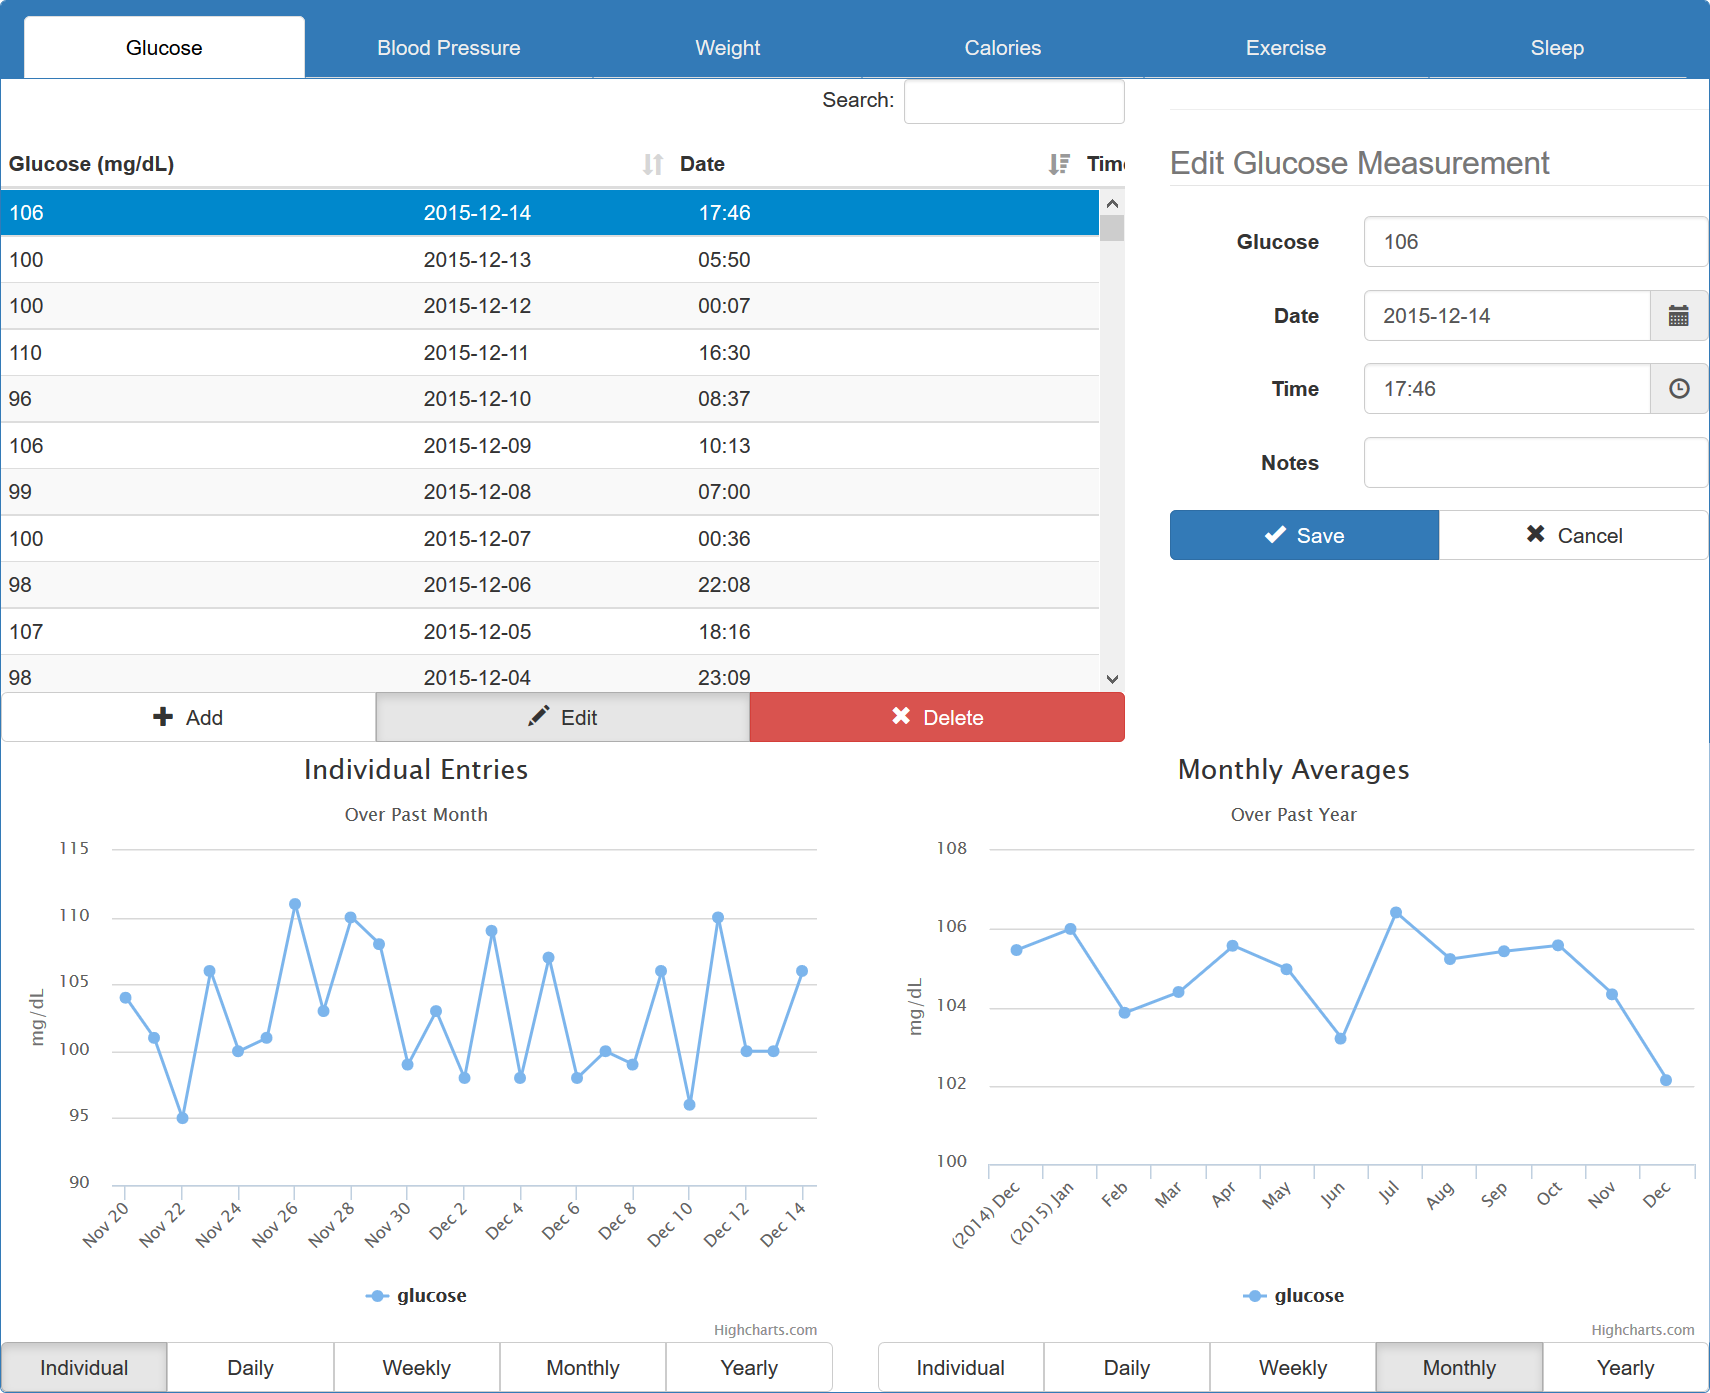 Glucose Blood Pressure Weight Calories Exercise Sleep
Search:
Glucose (mg/dL) Date
106 2015-12-14 17:46
100 2015-12-13 05:50
100 2015-12-12 00:07
110 2015-12-11 16:30
96 2015-12-10 08:37
106 2015-12-09 10:13
99 2015-12-08 07:00
100 2015-12-07 00:36
98 2015-12-06 22:08
107 2015-12-05 18:16
98 2015-12-04 23:09
Add Edit Delete
Edit Glucose Measurement
Glucose 106
Date 2015-12-14
Time 17:46
Notes
Save Cancel
Individual Entries
Over Past Month
115
110
105
100
95
90
mg/dL
Nov 20 Nov 22 Nov 24 Nov 26 Nov 28 Nov 30 Dec 2 Dec 4 Dec 6 Dec 8 Dec 10 Dec 12 Dec 14
glucose
Highcharts.com
Individual Daily Weekly Monthly Yearly
Monthly Averages
Over Past Year
108
106
104
102
100
mg/dL
(2014) Dec (2015) Jan Feb Mar Apr May Jun Jul Aug Sep Oct Nov Dec
glucose
Highcharts.com
Individual Daily Weekly Monthly Yearly